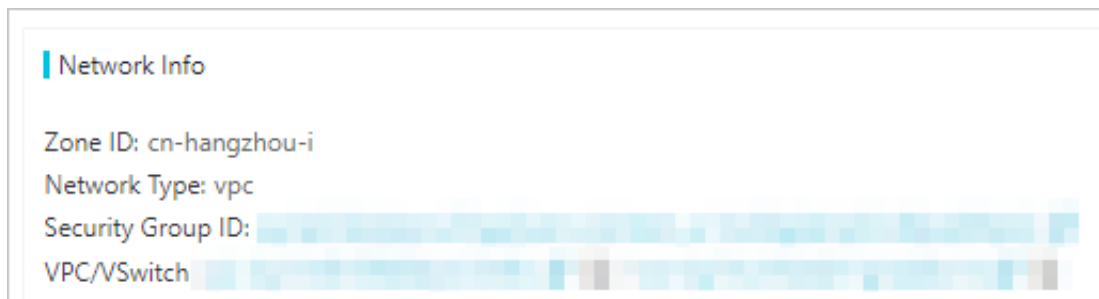 Network Info
Zone ID: cn-hangzhou-i
Network Type: vpc
Security Group ID:
VPC/VSwitch